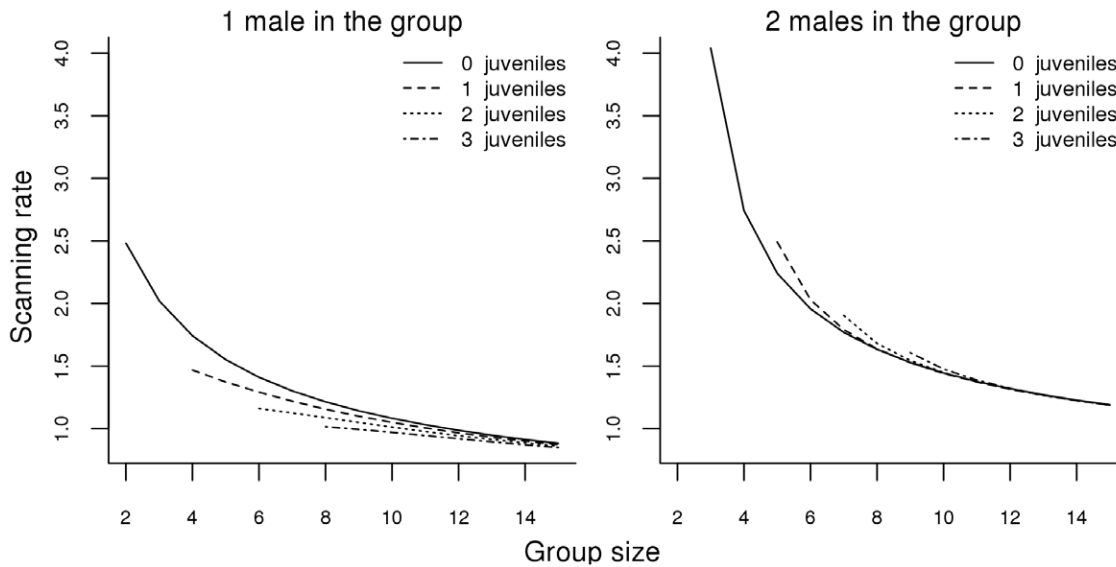 1 male in the group
2 males in the group
Scanning rate
4.0
3.5
3.0
2.5
2.0
1.5
1.0
0 juveniles
1 juveniles
2 juveniles
3 juveniles
2 4 6 8 10 12 14
4.0
3.5
3.0
2.5
2.0
1.5
1.0
0 juveniles
1 juveniles
2 juveniles
3 juveniles
2 4 6 8 10 12 14
Group size